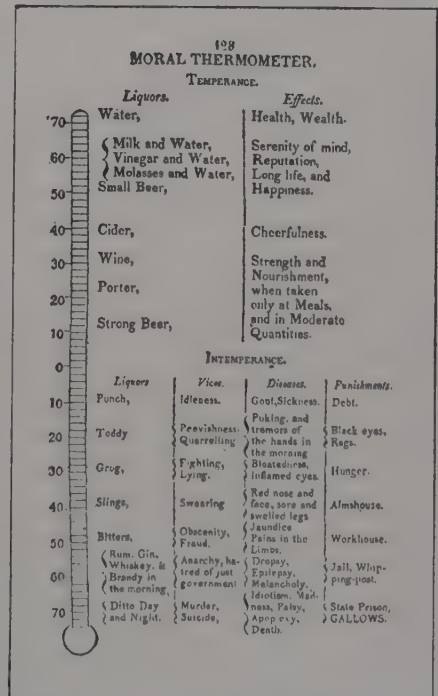 128
MORAL THERMOMETER.
TEMPERANCE.
Liquors. Effects.
70 Water, Health, Wealth.
Milk and Water, Serenity of mind,
60 Vinegar and Water, Reputation,
Molasses and Water, Long life, and
50 Small Beer, Happiness.
40 Cider, Cheerfulness.
30 Wine, Strength and
Nourishment,
Porter, when taken
20 only at Meals,
and in Moderate
10 Strong Beer, Quantities.
0 INTEMPERANCE.
Liquors Vices. Diseases. Punishments.
10 Punch, Idleness. Gout, Sickness. Debt.
Puking, and
20 Toddy Peevishness. tremors of Black eyes,
Quarrelling the hands in Rags.
the morning
30 Grog, Fighting, Bloatedness, Hunger.
Lying. inflamed eyes.
Red nose and
40 Slings, Swearing face, sore and Almshouse.
swelled legs
Jaundice
50 Bitters, Obscenity, Pains in the Workhouse.
Fraud. Limbs.
Rum. Gin, Dropsy,
Whiskey. & Anarchy, ha- Epilepsy, Jail, Whip-
60 Brandy in tred of just Melancholy, ping-post.
the morning, government Idiotism, Mad-
70 Ditto Day Murder, ness, Palsy, State Prison,
and Night. Suicide, Apoplexy, GALLOWS.
Death.